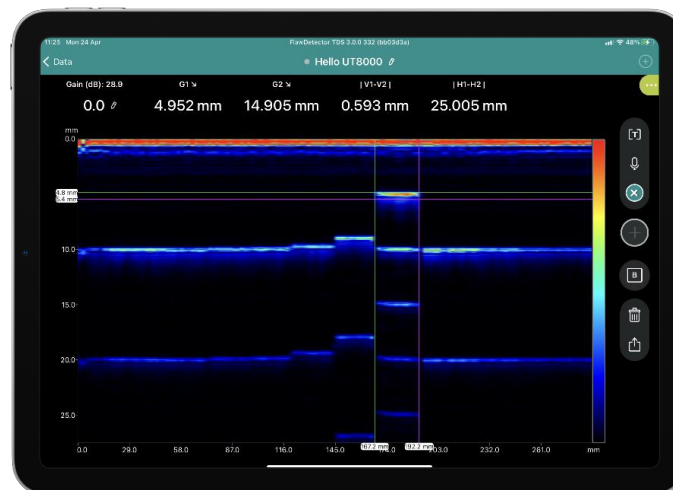 11:25 Mon 24 Apr
FlawDetector TDS 3.0.0 332 (bb03d3a)
48%
Data
Hello UT8000
Gain (dB): 28.9
G1
G2
|V1-V2|
|H1-H2|
0.0
4.952 mm
14.905 mm
0.593 mm
25.005 mm
mm
0.0
[T]
4.8 mm
5.4 mm
10.0
B
15.0
20.0
25.0
0.0 29.0 58.0 87.0 116.0 145.0 167.2 mm 192.2 mm 203.0 232.0 261.0 mm